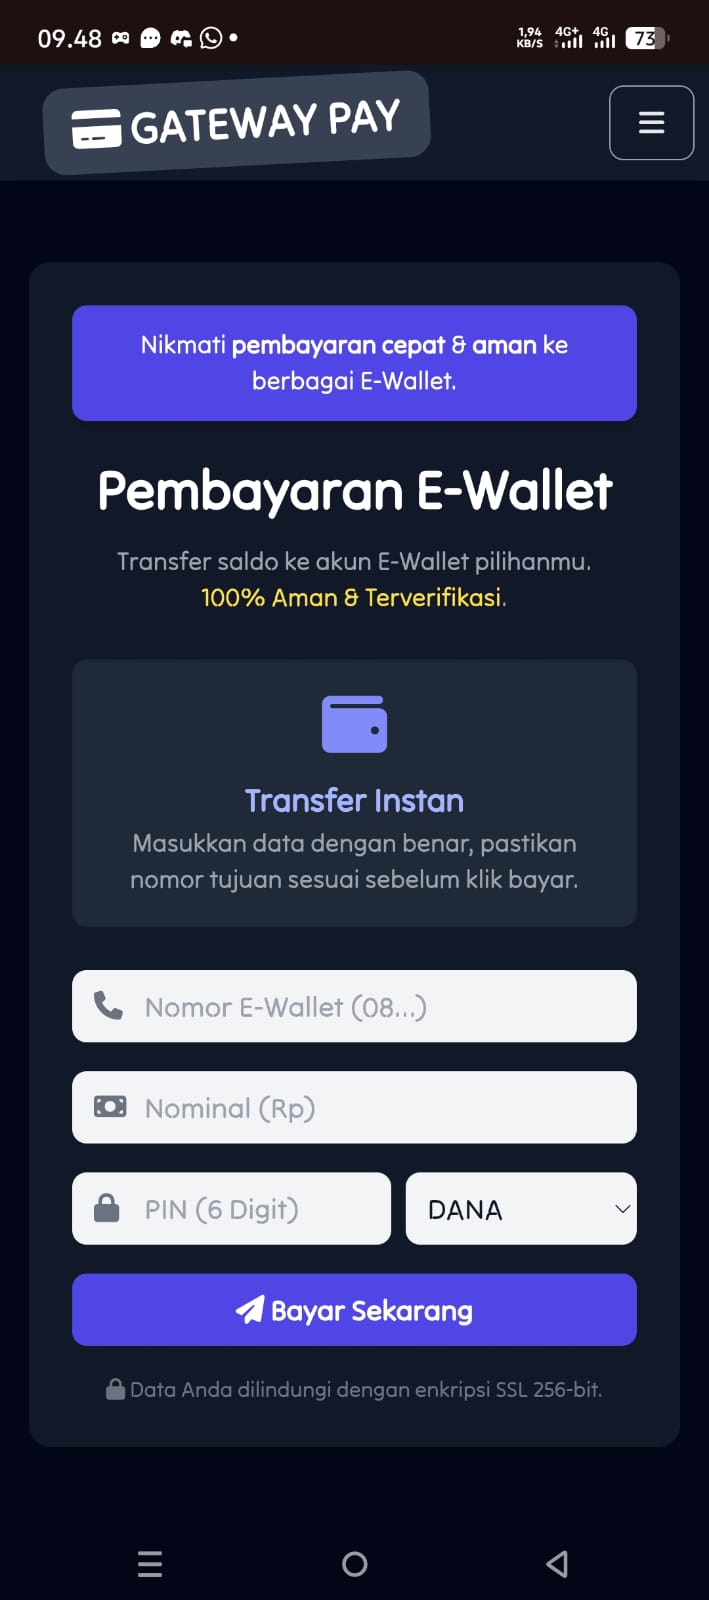 09.48
1,94 KB/S 4G+ 4G 73
GATEWAY PAY
Nikmati pembayaran cepat & aman ke
berbagai E-Wallet.
Pembayaran E-Wallet
Transfer saldo ke akun E-Wallet pilihanmu.
100% Aman & Terverifikasi.
Transfer Instan
Masukkan data dengan benar, pastikan
nomor tujuan sesuai sebelum klik bayar.
Nomor E-Wallet (08...)
Nominal (Rp)
PIN (6 Digit)
DANA
Bayar Sekarang
Data Anda dilindungi dengan enkripsi SSL 256-bit.